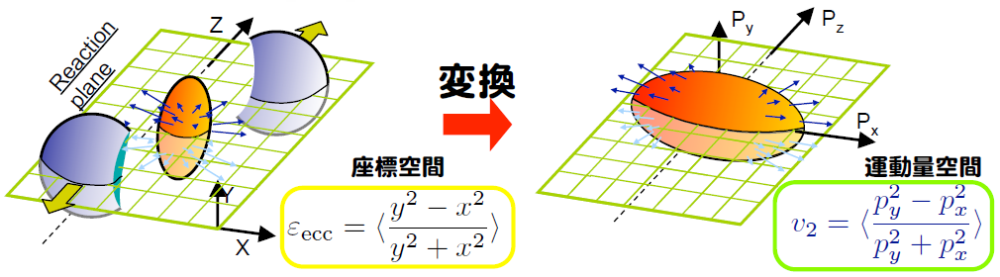 Reaction
plane
Z
Y
X
座標空間
ε_ecc = ⟨(y² − x²)/(y² + x²)⟩
変換
P_y
P_z
P_x
運動量空間
v₂ = ⟨(p_y² − p_x²)/(p_y² + p_x²)⟩